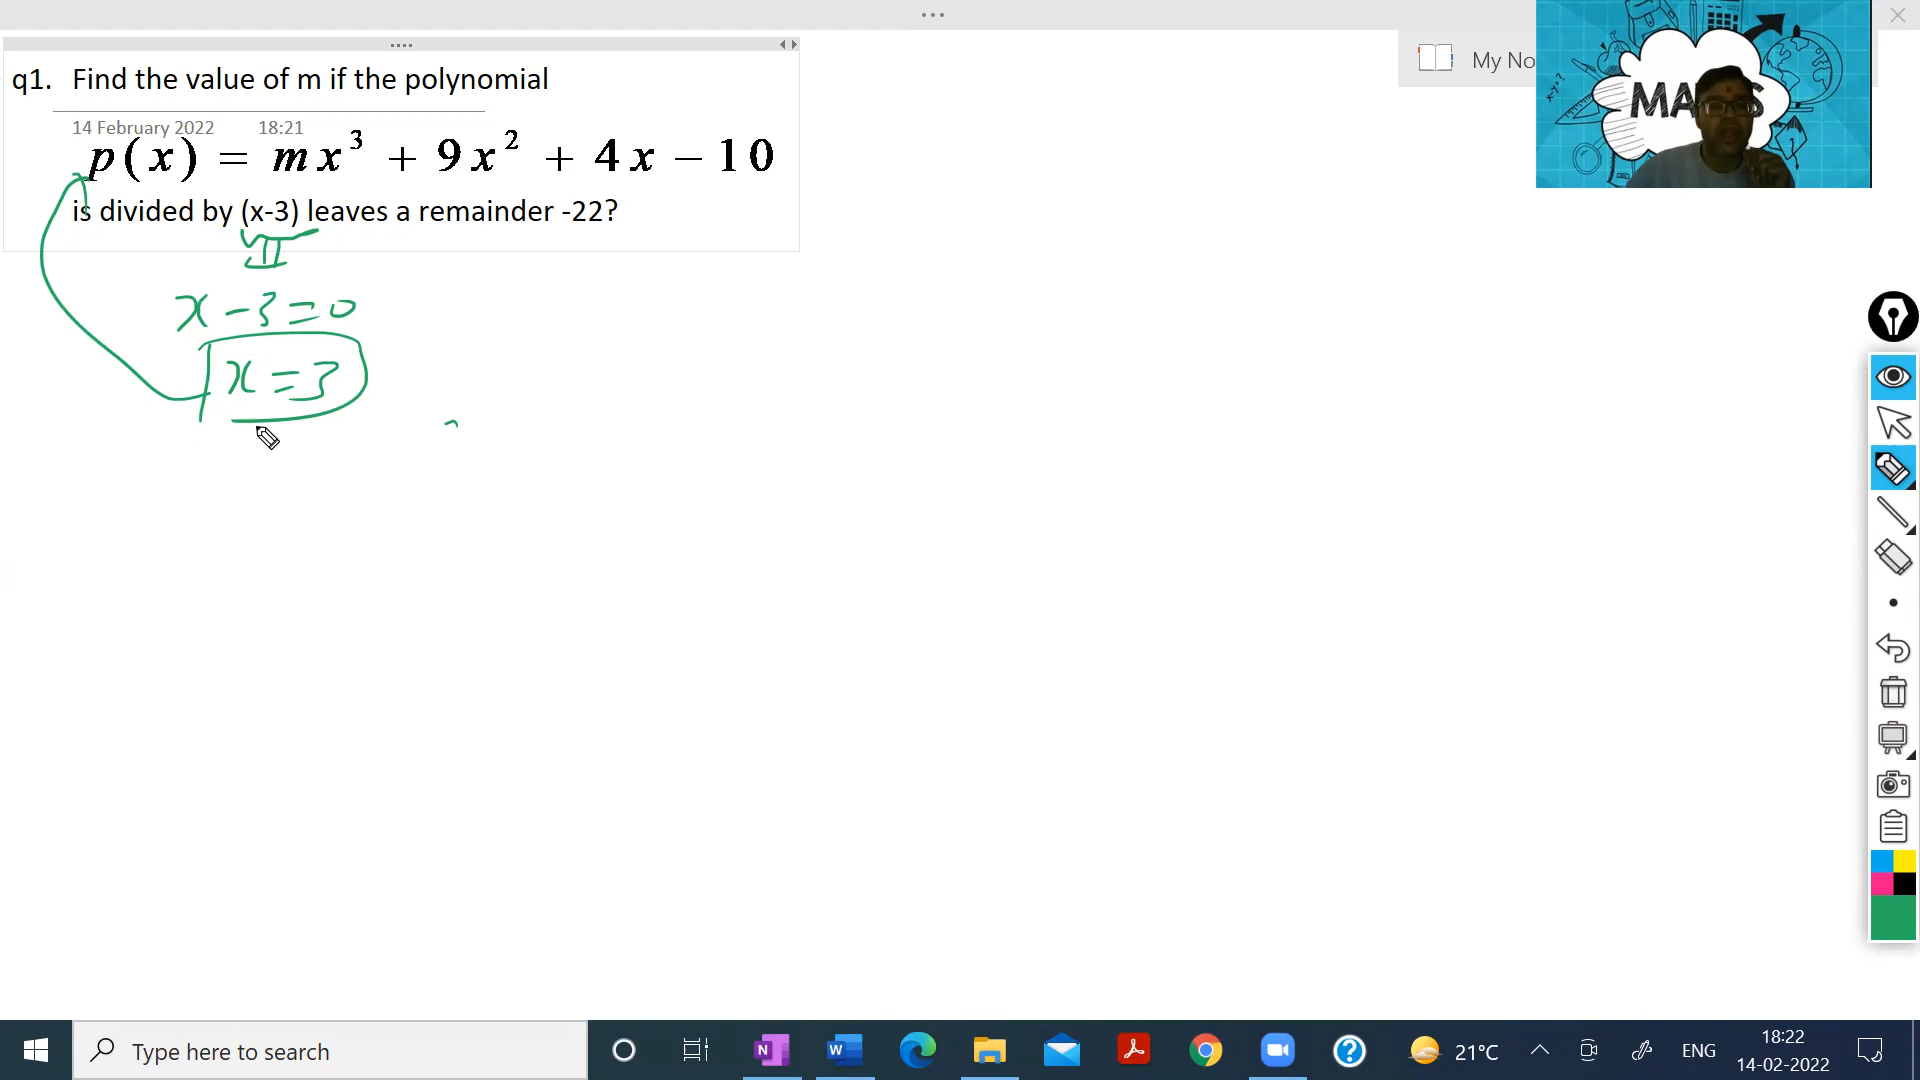 My No
MATHS
q1. Find the value of m if the polynomial
14 February 2022 18:21
p(x) = mx³ + 9x² + 4x − 10
is divided by (x-3) leaves a remainder -22?
x - 3 = 0
x = 3
Type here to search
21°C
ENG
18:22
14-02-2022